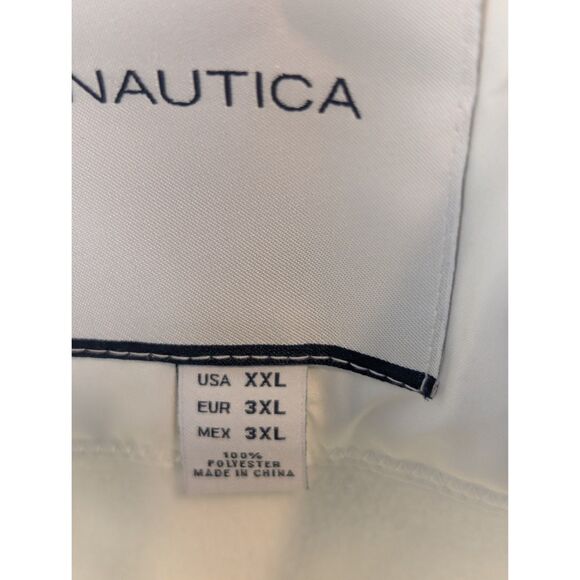 NAUTICA
USA XXL
EUR 3XL
MEX 3XL
100%
POLYESTER
MADE IN CHINA